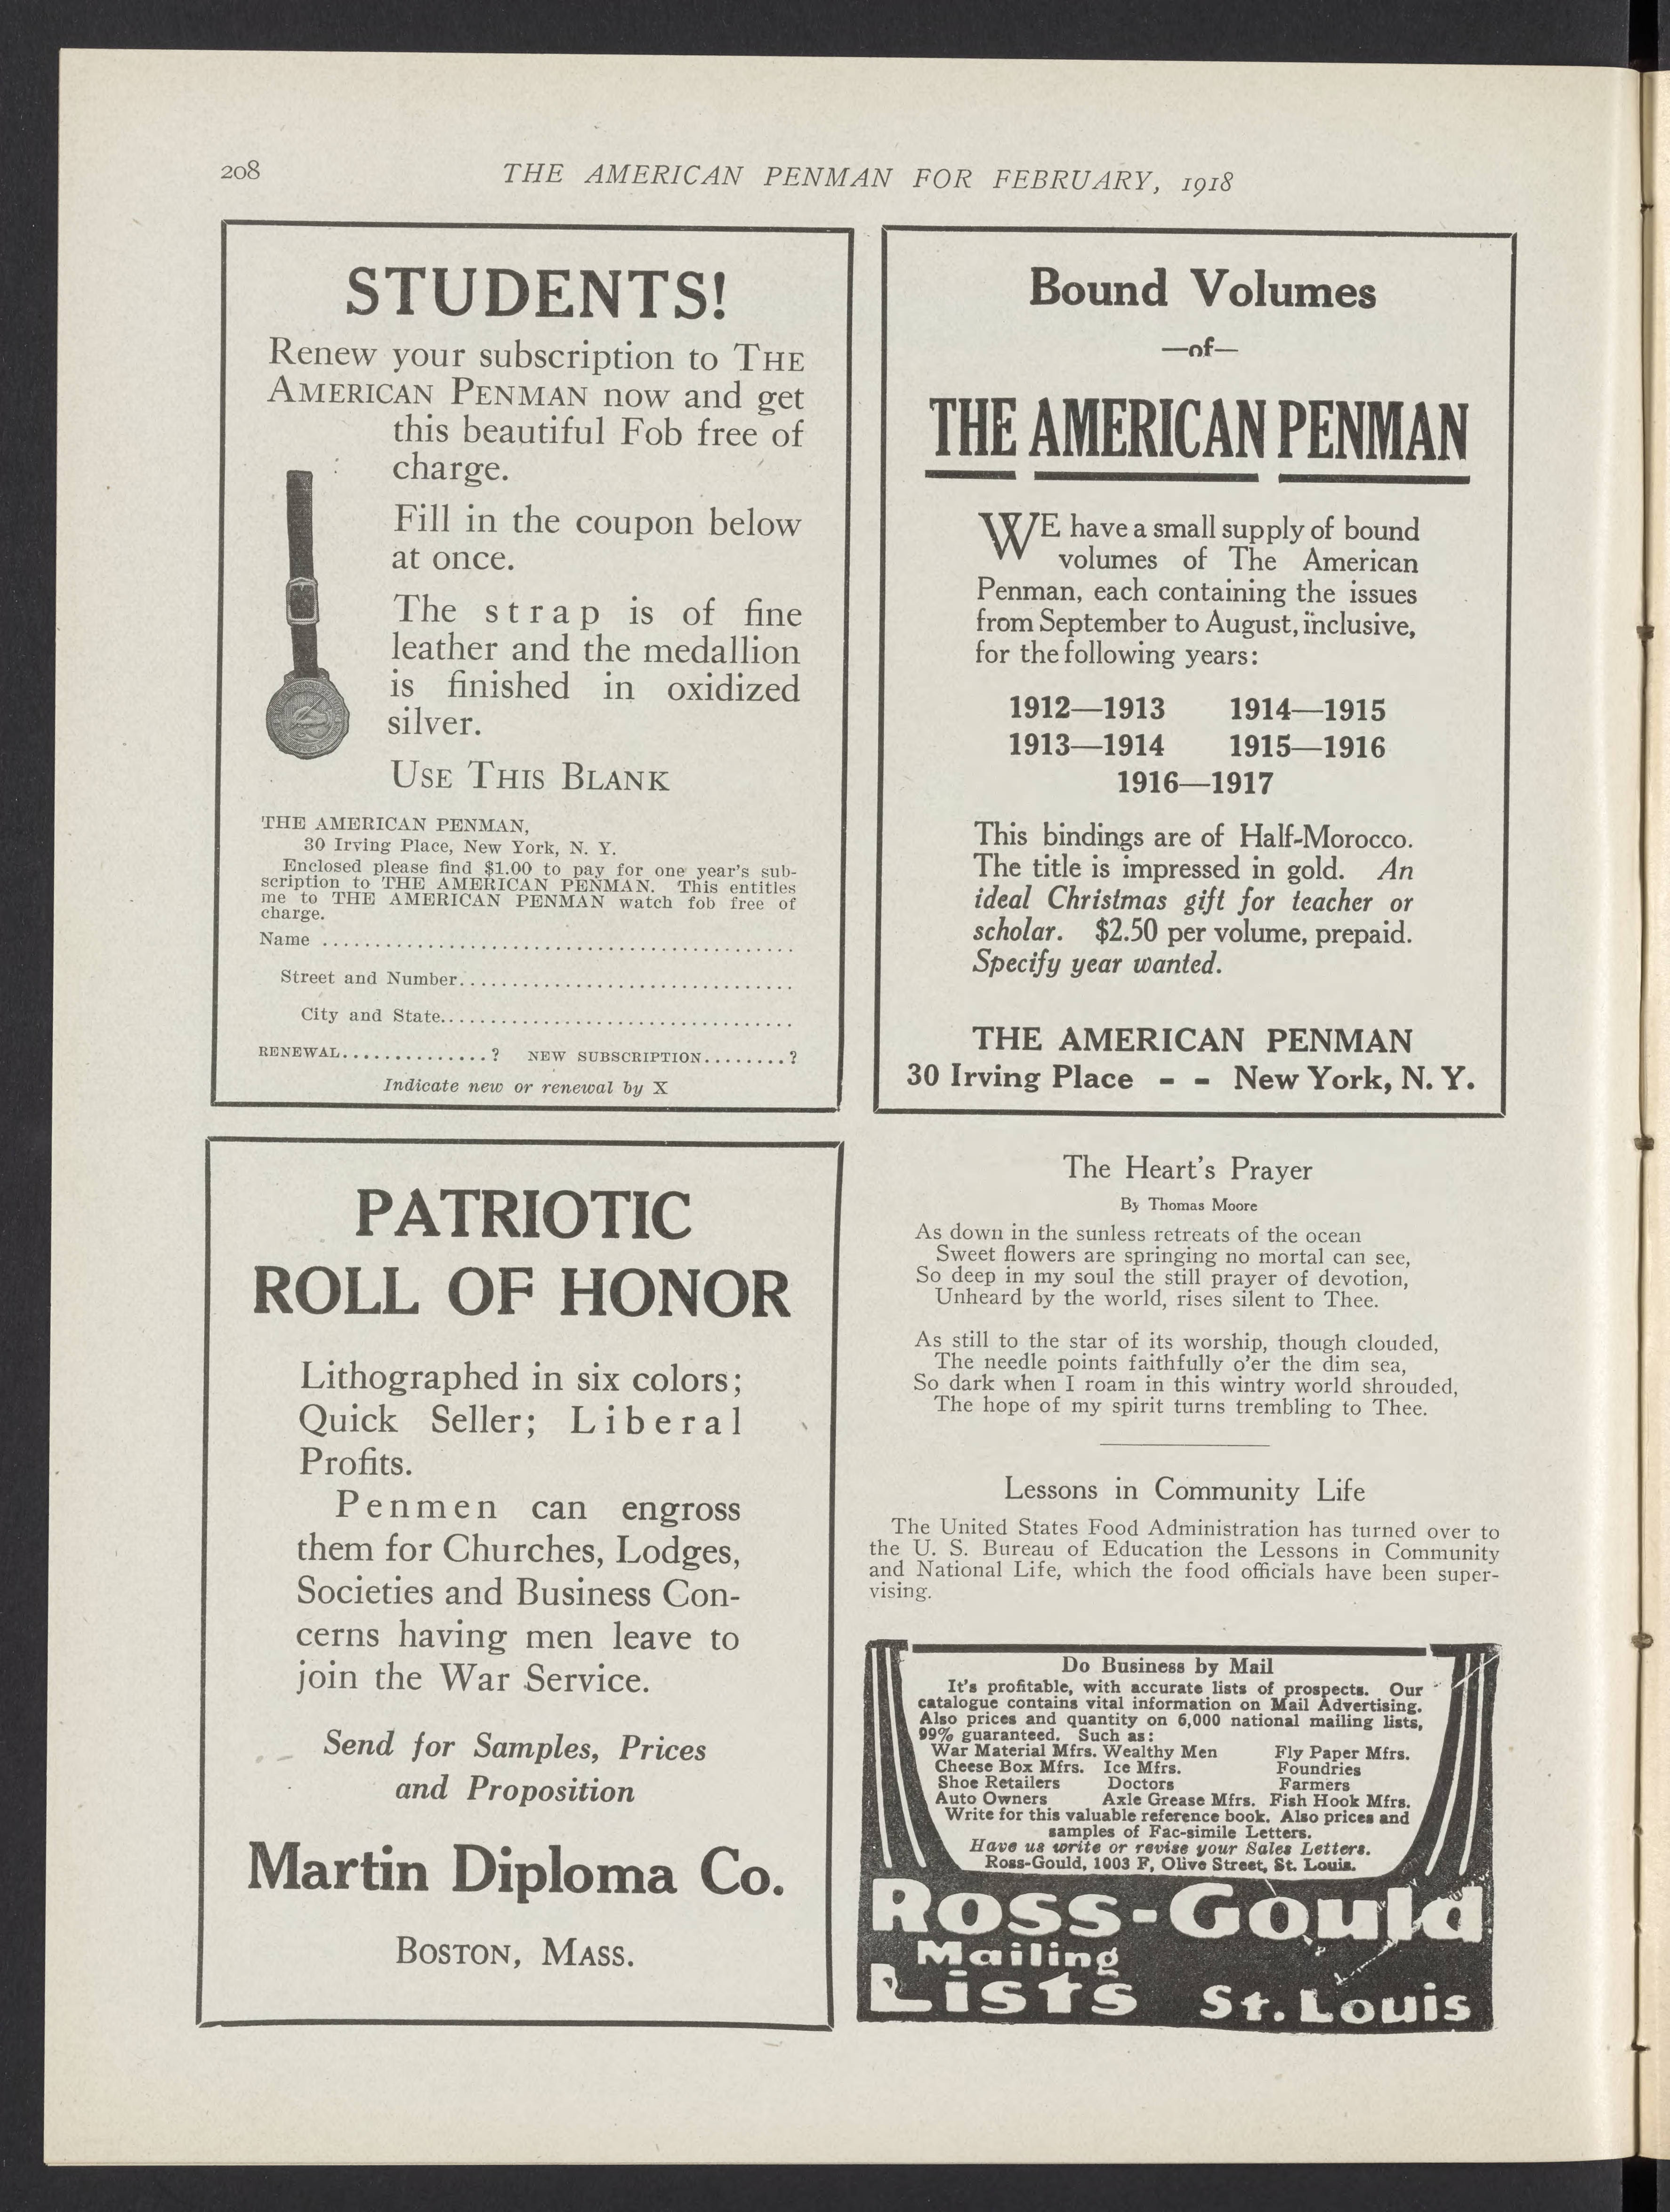 208
THE AMERICAN PENMAN FOR FEBRUARY, 1918
STUDENTS!
Renew your subscription to THE
AMERICAN PENMAN now and get
this beautiful Fob free of
charge.
Fill in the coupon below
at once.
The strap is of fine
leather and the medallion
is finished in oxidized
silver.
USE THIS BLANK
THE AMERICAN PENMAN,
30 Irving Place, New York, N. Y.
Enclosed please find $1.00 to pay for one year's sub-
scription to THE AMERICAN PENMAN. This entitles
me to THE AMERICAN PENMAN watch fob free of
charge.
Name ............................................
Street and Number................................
City and State..................................
RENEWAL..............? NEW SUBSCRIPTION........?
Indicate new or renewal by X
Bound Volumes
—of—
THE AMERICAN PENMAN
WE have a small supply of bound
volumes of The American
Penman, each containing the issues
from September to August, inclusive,
for the following years:
1912—1913 1914—1915
1913—1914 1915—1916
1916—1917
This bindings are of Half-Morocco.
The title is impressed in gold. An
ideal Christmas gift for teacher or
scholar. $2.50 per volume, prepaid.
Specify year wanted.
THE AMERICAN PENMAN
30 Irving Place - - New York, N. Y.
PATRIOTIC
ROLL OF HONOR
Lithographed in six colors;
Quick Seller; Liberal
Profits.
Penmen can engross
them for Churches, Lodges,
Societies and Business Con-
cerns having men leave to
join the War Service.
Send for Samples, Prices
and Proposition
Martin Diploma Co.
BOSTON, MASS.
The Heart's Prayer
By Thomas Moore
As down in the sunless retreats of the ocean
Sweet flowers are springing no mortal can see,
So deep in my soul the still prayer of devotion,
Unheard by the world, rises silent to Thee.
As still to the star of its worship, though clouded,
The needle points faithfully o'er the dim sea,
So dark when I roam in this wintry world shrouded,
The hope of my spirit turns trembling to Thee.
Lessons in Community Life
The United States Food Administration has turned over to
the U. S. Bureau of Education the Lessons in Community
and National Life, which the food officials have been super-
vising.
Do Business by Mail
It's profitable, with accurate lists of prospects. Our
catalogue contains vital information on Mail Advertising.
Also prices and quantity on 6,000 national mailing lists,
99% guaranteed. Such as:
War Material Mfrs. Wealthy Men Fly Paper Mfrs.
Cheese Box Mfrs. Ice Mfrs. Foundries
Shoe Retailers Doctors Farmers
Auto Owners Axle Grease Mfrs. Fish Hook Mfrs.
Write for this valuable reference book. Also prices and
samples of Fac-simile Letters.
Have us write or revise your Sales Letters.
Ross-Gould, 1003 F, Olive Street, St. Louis.
Ross-Gould
Mailing
Lists St. Louis